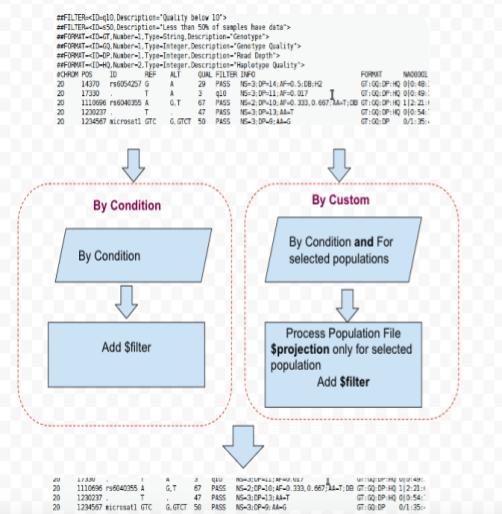 ##FILTER=<ID=q10,Description="Quality below 10">
##FILTER=<ID=s50,Description="Less than 50% of samples have data">
##FORMAT=<ID=GT,Number=1,Type=String,Description="Genotype">
##FORMAT=<ID=GQ,Number=1,Type=Integer,Description="Genotype Quality">
##FORMAT=<ID=DP,Number=1,Type=Integer,Description="Read Depth">
##FORMAT=<ID=HQ,Number=2,Type=Integer,Description="Haplotype Quality">
#CHROM POS ID REF ALT QUAL FILTER INFO FORMAT NA00001
20 14370 rs6054257 G A 29 PASS NS=3;DP=14;AF=0.5;DB;H2 GT:GQ:DP:HQ 0|0:48:
20 17330 . T A 3 q10 NS=3;DP=11;AF=0.017 GT:GQ:DP:HQ 0|0:49:
20 1110696 rs6040355 A G,T 67 PASS NS=2;DP=10;AF=0.333,0.667;AA=T;DB GT:GQ:DP:HQ 1|2:21:
20 1230237 . T . 47 PASS NS=3;DP=13;AA=T GT:GQ:DP:HQ 0|0:54:
20 1234567 microsat1 GTC G,GTCT 50 PASS NS=3;DP=9;AA=G GT:GQ:DP 0/1:35:
By Condition
By Condition
Add $filter
By Custom
By Condition and For
selected populations
Process Population File
$projection only for selected
population
Add $filter
20 17330 . T A 3 q10 NS=3;DP=11;AF=0.017 GT:GQ:DP:HQ 0|0:49:
20 1110696 rs6040355 A G,T 67 PASS NS=2;DP=10;AF=0.333,0.667;AA=T;DB GT:GQ:DP:HQ 1|2:21:
20 1230237 . T . 47 PASS NS=3;DP=13;AA=T GT:GQ:DP:HQ 0|0:54:
20 1234567 microsat1 GTC G,GTCT 50 PASS NS=3;DP=9;AA=G GT:GQ:DP 0/1:35: